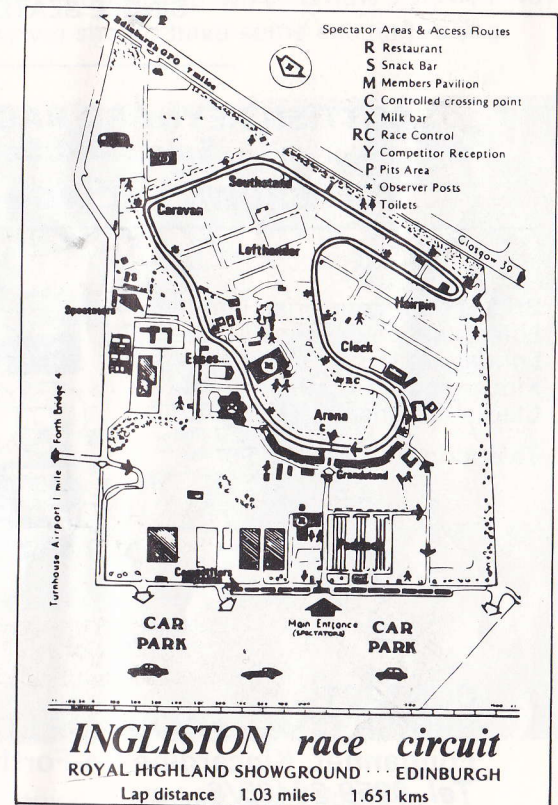 P
Edinburgh GPO 7 miles
Spectator Areas & Access Routes
R Restaurant
S Snack Bar
M Members Pavilion
C Controlled crossing point
X Milk bar
RC Race Control
Y Competitor Reception
P Pits Area
* Observer Posts
Toilets
Glasgow 39
Southstand
Caravan
Lefthander
Hairpin
Spectators
Esses
Clock
RC
Arena
C
Grandstand
Forth Bridge 4
Turnhouse Airport 1 mile
Competitors
Main Entrance
(SPECTATORS)
CAR
PARK
CAR
PARK
INGLISTON race circuit
ROYAL HIGHLAND SHOWGROUND ··· EDINBURGH
Lap distance 1.03 miles 1.651 kms